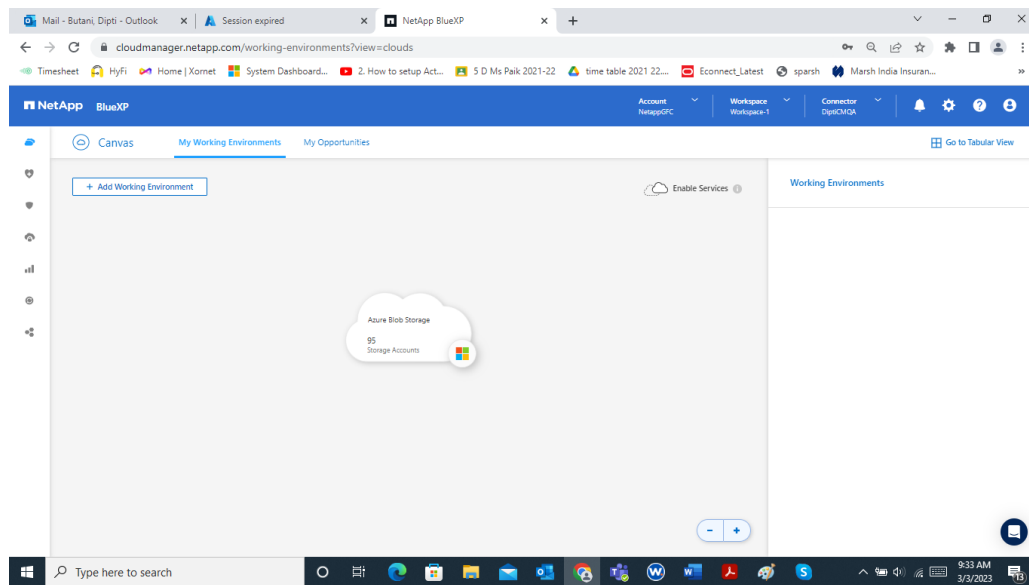 Mail - Butani, Dipti - Outlook
Session expired
NetApp BlueXP
cloudmanager.netapp.com/working-environments?view=clouds
Timesheet
HyFi
Home | Xornet
System Dashboard...
2. How to setup Act...
5 D Ms Paik 2021-22
time table 2021 22....
Econnect_Latest
sparsh
Marsh India Insuran...
NetApp BlueXP
Account
NetappGFC
Workspace
Workspace-1
Connector
DiptiCMQA
Canvas
My Working Environments
My Opportunities
Go to Tabular View
+ Add Working Environment
Enable Services
Working Environments
Azure Blob Storage
95
Storage Accounts
Type here to search
9:33 AM
3/3/2023